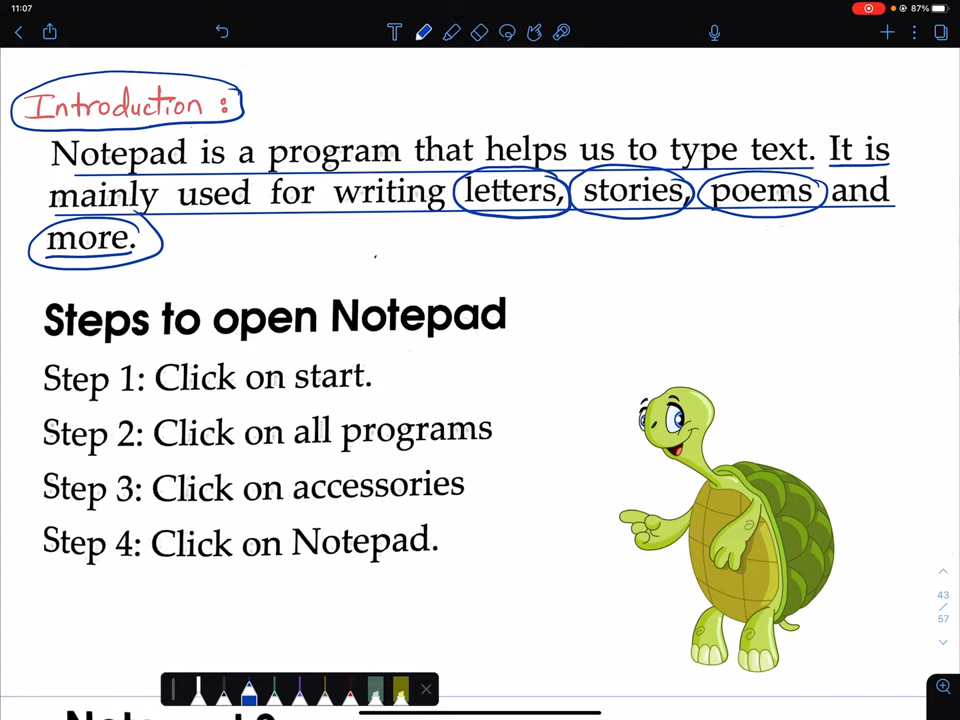 11:07
87%
Introduction :
Notepad is a program that helps us to type text. It is
mainly used for writing letters, stories, poems and
more.
Steps to open Notepad
Step 1: Click on start.
Step 2: Click on all programs
Step 3: Click on accessories
Step 4: Click on Notepad.
43
/
57